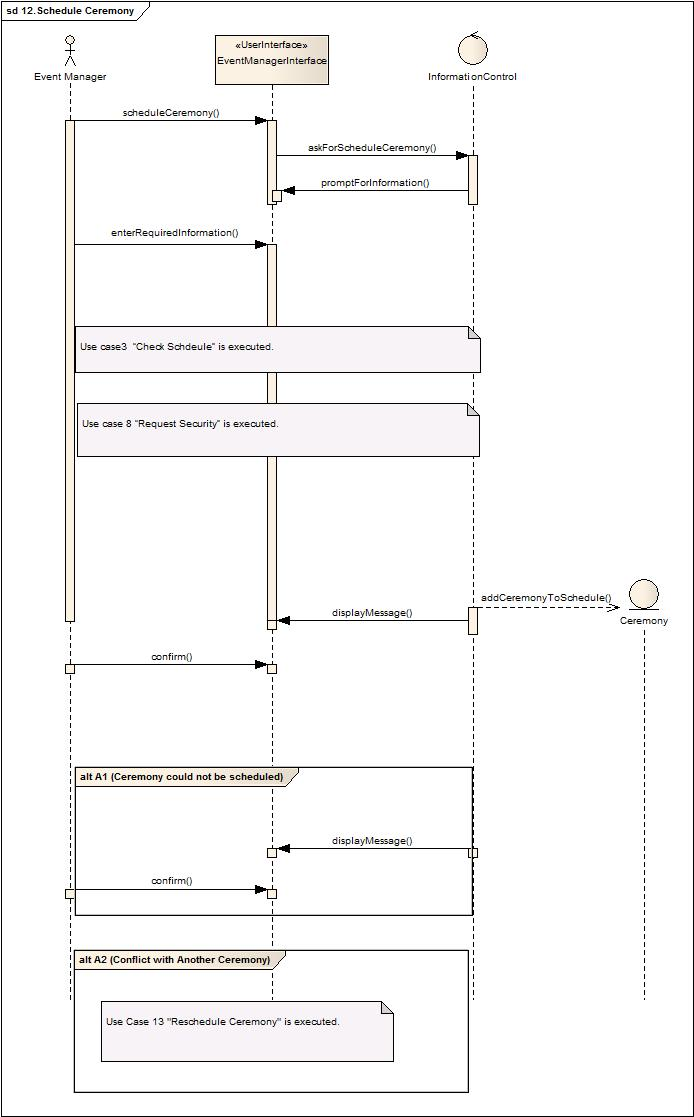 sd 12.Schedule Ceremony
«UserInterface»
EventManagerInterface
Event Manager
InformationControl
scheduleCeremony()
askForScheduleCeremony()
promptForInformation()
enterRequiredInformation()
Use case3 “Check Schdeule” is executed.
Use case 8 “Request Security” is executed.
addCeremonyToSchedule()
displayMessage()
Ceremony
confirm()
alt A1 (Ceremony could not be scheduled)
displayMessage()
confirm()
alt A2 (Conflict with Another Ceremony)
Use Case 13 "Reschedule Ceremony" is executed.